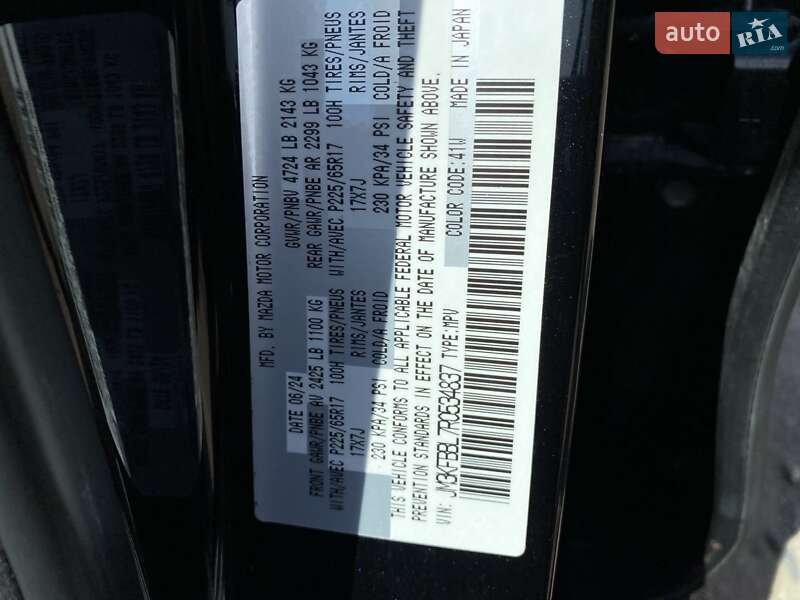 MFD. BY MAZDA MOTOR CORPORATION
DATE 06/24 GVWR/PNBV 4724 LB 2143 KG
FRONT GAWR/PNBE AV 2425 LB 1100 KG REAR GAWR/PNBE AR 2299 LB 1043 KG
WITH/AVEC P225/65R17 100H TIRES/PNEUS WITH/AVEC P225/65R17 100H TIRES/PNEUS
17X7J RIMS/JANTES 17X7J RIMS/JANTES
230 KPA/34 PSI COLD/A FROID 230 KPA/34 PSI COLD/A FROID
THIS VEHICLE CONFORMS TO ALL APPLICABLE FEDERAL MOTOR VEHICLE SAFETY AND THEFT
PREVENTION STANDARDS IN EFFECT ON THE DATE OF MANUFACTURE SHOWN ABOVE.
VIN: JM3KFBBL7R0534837 TYPE:MPV COLOR CODE:41W MADE IN JAPAN
auto RIA.com